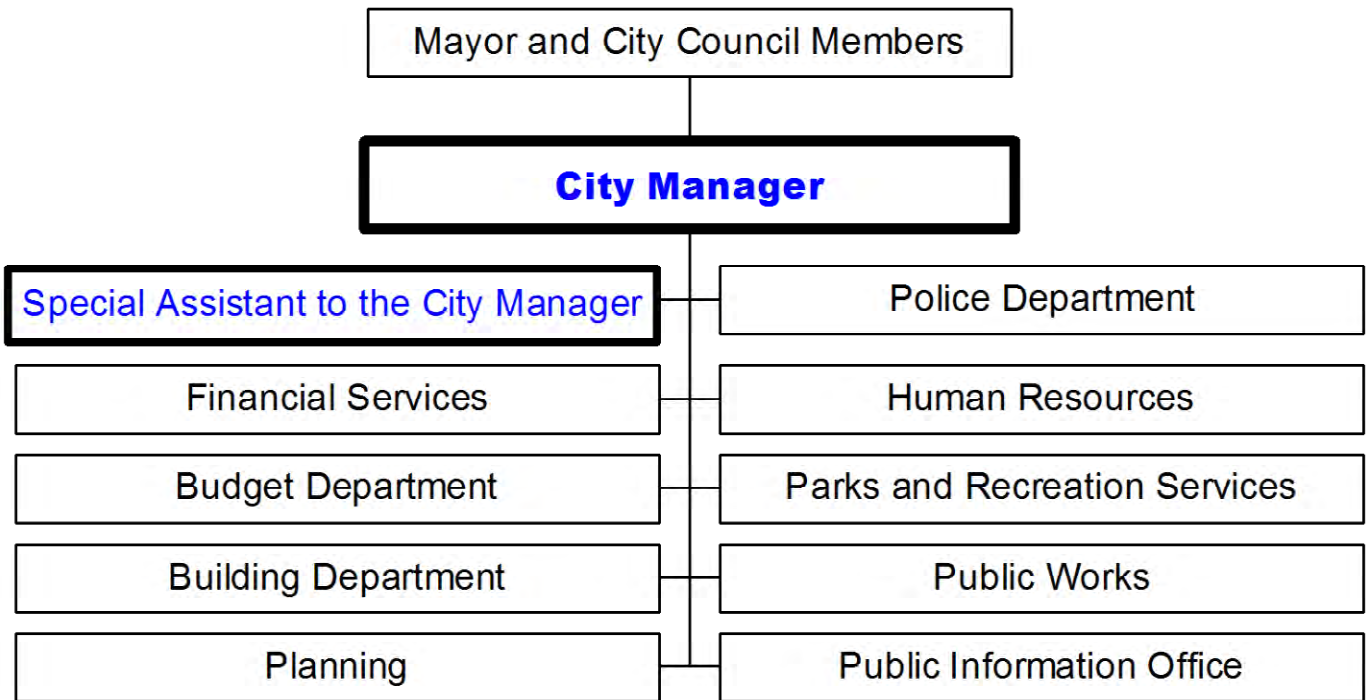 Mayor and City Council Members
City Manager
Special Assistant to the City Manager
Police Department
Financial Services
Human Resources
Budget Department
Parks and Recreation Services
Building Department
Public Works
Planning
Public Information Office